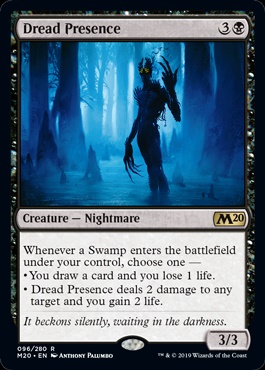 Dread Presence 3
Creature — Nightmare M20
Whenever a Swamp enters the battlefield
under your control, choose one —
• You draw a card and you lose 1 life.
• Dread Presence deals 2 damage to any
target and you gain 2 life.
It beckons silently, waiting in the darkness.
3/3
096/280 R
M20 • EN Anthony Palumbo ™ & © 2019 Wizards of the Coast